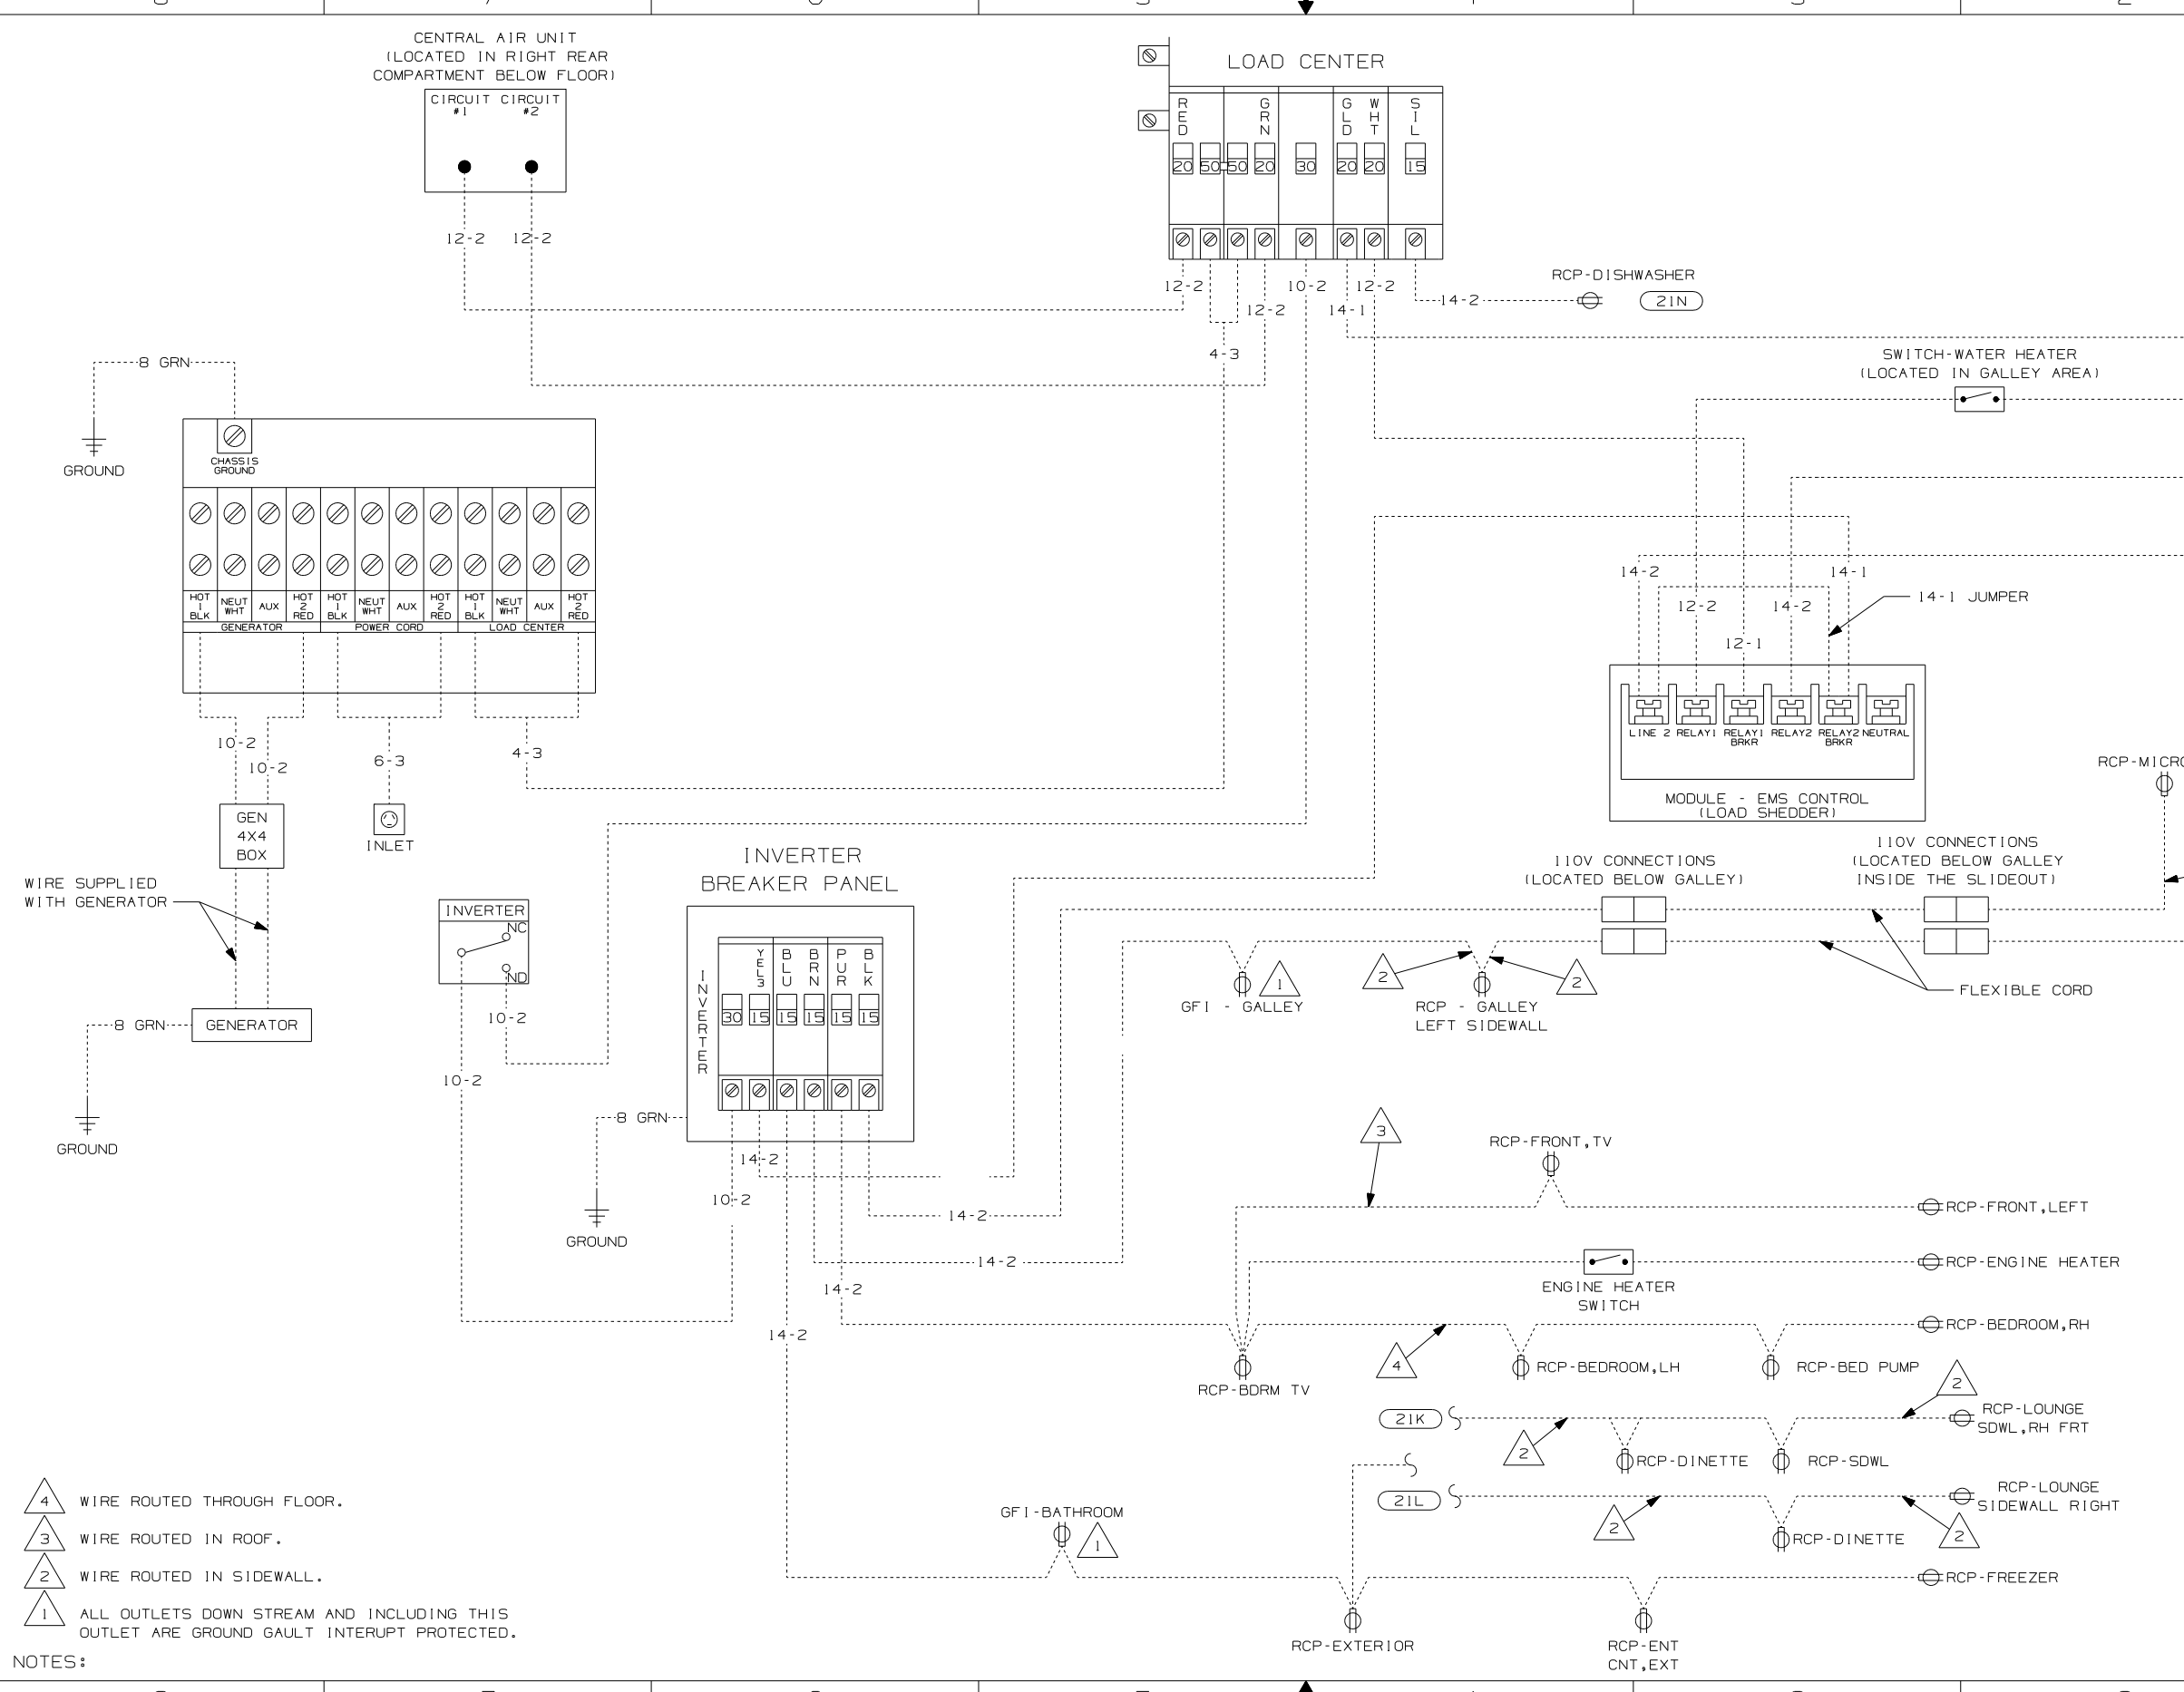 CENTRAL AIR UNIT
(LOCATED IN RIGHT REAR
COMPARTMENT BELOW FLOOR)
CIRCUIT CIRCUIT
#1 #2
12-2 12-2
LOAD CENTER
RED GRN GLD WHT SIL
20 50 50 20 30 20 20 15
12-2 10-2 12-2
12-2 14-1
4-3
14-2
RCP-DISHWASHER
21N
SWITCH-WATER HEATER
(LOCATED IN GALLEY AREA)
8 GRN
GROUND
CHASSIS
GROUND
HOT 1 BLK
NEUT WHT
AUX
HOT 2 RED
HOT 1 BLK
NEUT WHT
AUX
HOT 2 RED
HOT 1 BLK
NEUT WHT
AUX
HOT 2 RED
GENERATOR POWER CORD LOAD CENTER
10-2
10-2
6-3
4-3
GEN
4X4
BOX
INLET
WIRE SUPPLIED
WITH GENERATOR
8 GRN
GENERATOR
GROUND
14-2 14-1
12-2 14-2
14-1 JUMPER
12-1
LINE 2
RELAY1
RELAY1 BRKR
RELAY2
RELAY2 BRKR
NEUTRAL
MODULE - EMS CONTROL
(LOAD SHEDDER)
INVERTER
NC
NO
10-2
10-2
INVERTER
BREAKER PANEL
INVERTER
YEL3 BLU BRN PUR BLK
30 15 15 15 15 15
8 GRN
GROUND
14-2
10-2
14-2
14-2
14-2
14-2
RCP-MICRO
110V CONNECTIONS
(LOCATED BELOW GALLEY)
110V CONNECTIONS
(LOCATED BELOW GALLEY
INSIDE THE SLIDEOUT)
1
2
2
GFI - GALLEY
RCP - GALLEY
LEFT SIDEWALL
FLEXIBLE CORD
3
RCP-FRONT,TV
RCP-FRONT,LEFT
RCP-ENGINE HEATER
ENGINE HEATER
SWITCH
RCP-BEDROOM,RH
RCP-BDRM TV
4
RCP-BEDROOM,LH
RCP-BED PUMP
2
21K
RCP-LOUNGE
SDWL,RH FRT
2
RCP-DINETTE
RCP-SDWL
21L
RCP-LOUNGE
SIDEWALL RIGHT
2
RCP-DINETTE
2
GFI-BATHROOM
1
RCP-FREEZER
RCP-EXTERIOR
RCP-ENT
CNT,EXT
4 WIRE ROUTED THROUGH FLOOR.
3 WIRE ROUTED IN ROOF.
2 WIRE ROUTED IN SIDEWALL.
1 ALL OUTLETS DOWN STREAM AND INCLUDING THIS
OUTLET ARE GROUND GAULT INTERUPT PROTECTED.
NOTES: